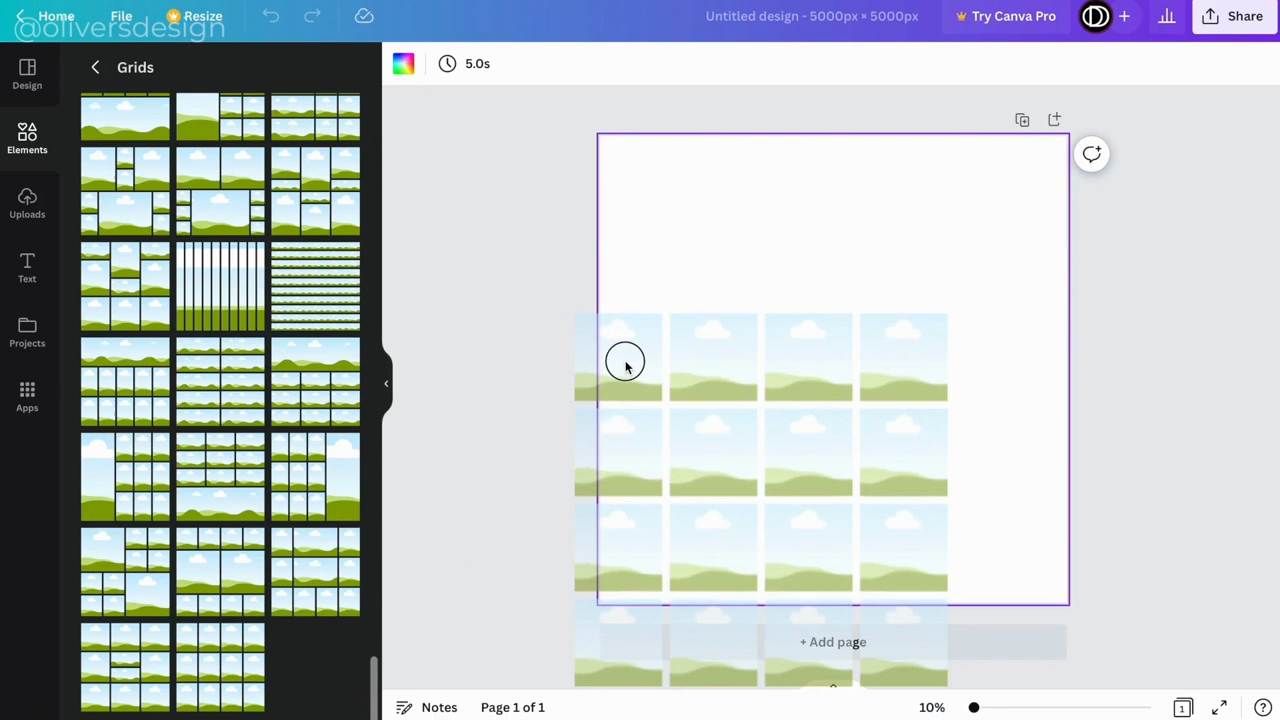 Home File Resize Untitled design - 5000px × 5000px Try Canva Pro Share
@oliversdesign
Design
Elements
Uploads
Text
Projects
Apps
Grids
5.0s
+ Add page
Notes Page 1 of 1 10% 1